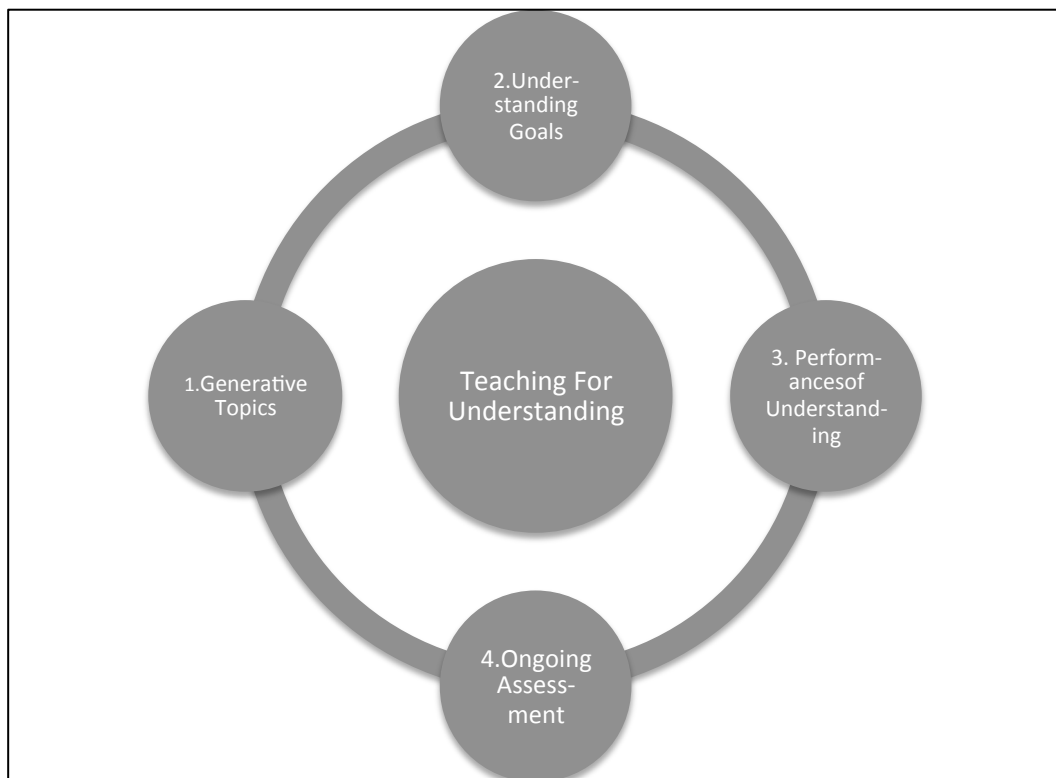 2.Under-
standing
Goals
1.Generative
Topics
Teaching For
Understanding
3. Perform-
ancesof
Understand-
ing
4.Ongoing
Assess-
ment